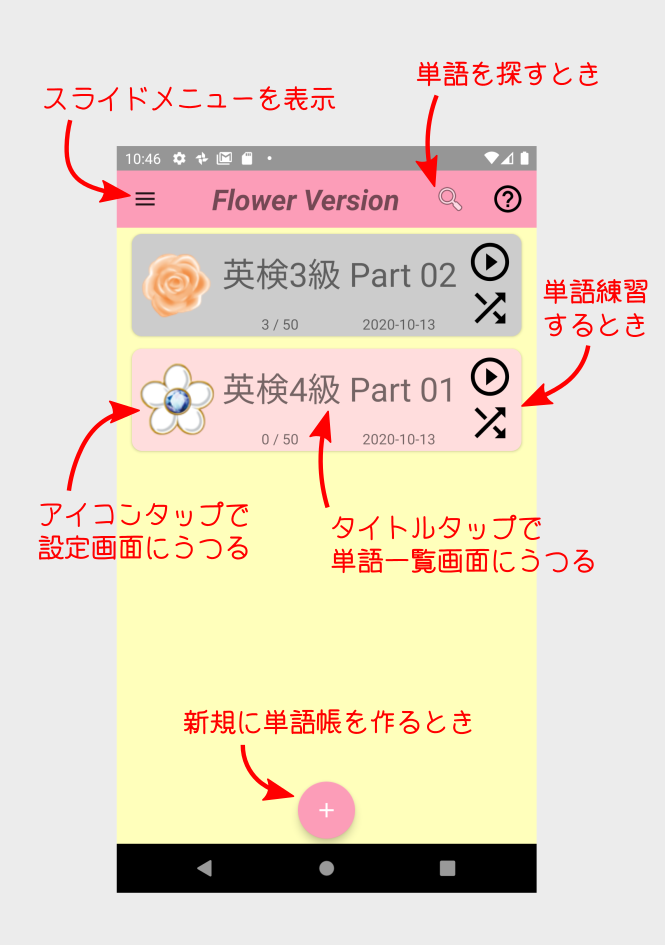 単語を探すとき
スライドメニューを表示
10:46
Flower Version
英検3級 Part 02
3 / 50 2020-10-13
単語練習
するとき
英検4級 Part 01
0 / 50 2020-10-13
アイコンタップで
設定画面にうつる
タイトルタップで
単語一覧画面にうつる
新規に単語帳を作るとき